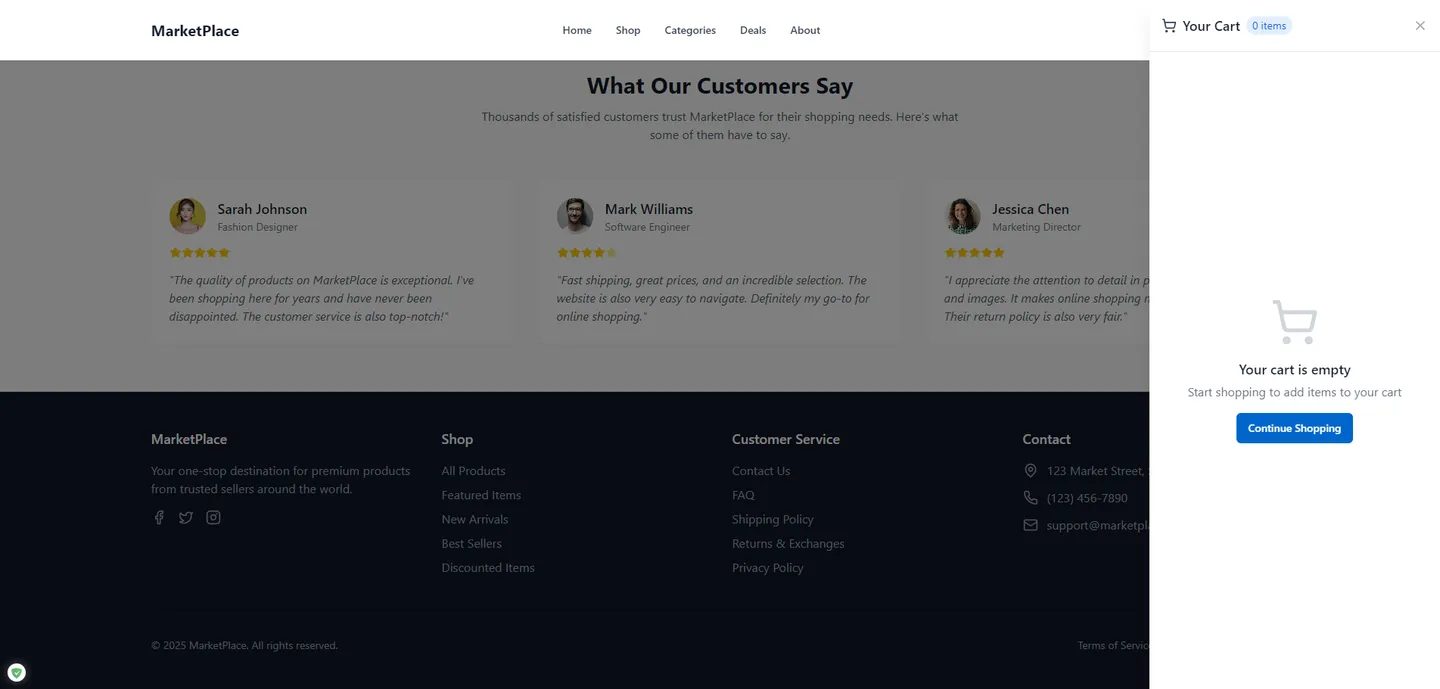 MarketPlace
Home
Shop
Categories
Deals
About
Your Cart
0 items
What Our Customers Say
Thousands of satisfied customers trust MarketPlace for their shopping needs. Here's what
some of them have to say.
Sarah Johnson
Fashion Designer
"The quality of products on MarketPlace is exceptional. I've
been shopping here for years and have never been
disappointed. The customer service is also top-notch!"
Mark Williams
Software Engineer
"Fast shipping, great prices, and an incredible selection. The
website is also very easy to navigate. Definitely my go-to for
online shopping."
Jessica Chen
Marketing Director
"I appreciate the attention to detail in
and images. It makes online shopping
Their return policy is also very fair."
Your cart is empty
Start shopping to add items to your cart
Continue Shopping
MarketPlace
Your one-stop destination for premium products
from trusted sellers around the world.
Shop
All Products
Featured Items
New Arrivals
Best Sellers
Discounted Items
Customer Service
Contact Us
FAQ
Shipping Policy
Returns & Exchanges
Privacy Policy
Contact
123 Market Street,
(123) 456-7890
© 2025 MarketPlace. All rights reserved.
Terms of